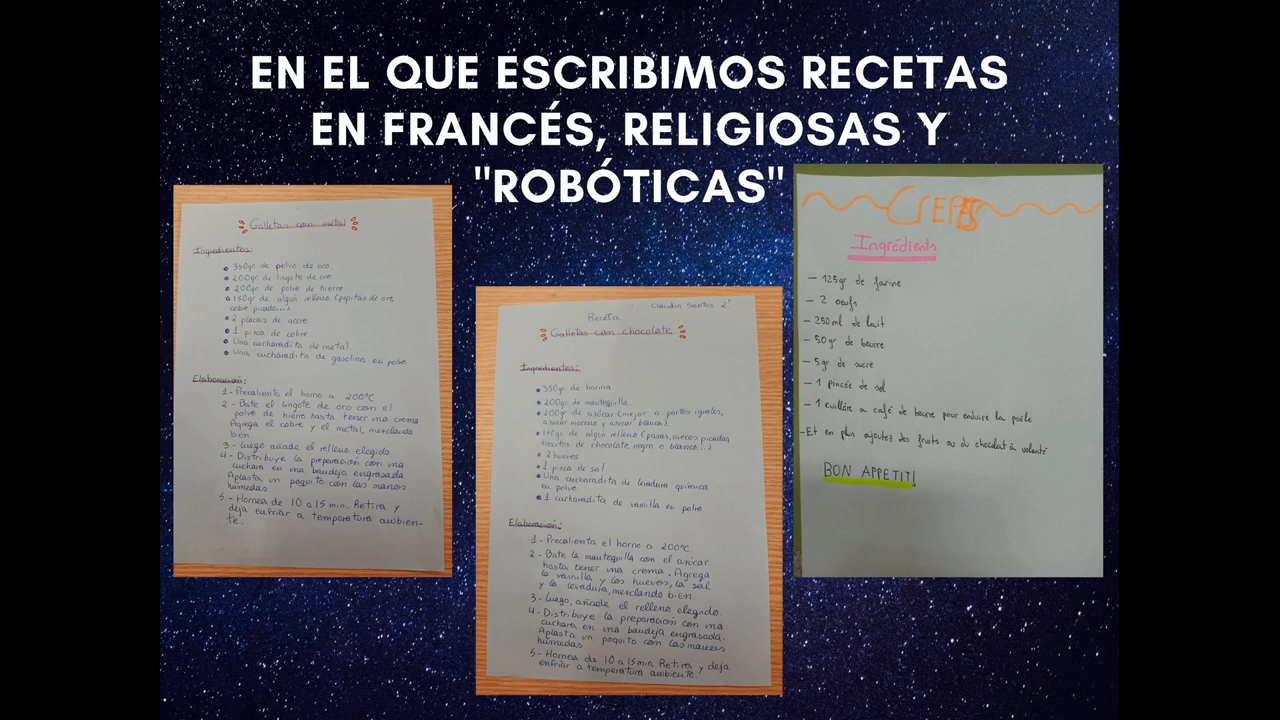 EN EL QUE ESCRIBIMOS RECETAS
EN FRANCÉS, RELIGIOSAS Y
"ROBÓTICAS"
Galletas con metal
Ingredientes:
350gr de polvo de oro.
200gr de lingote de oro.
200gr de polvo de hierro
150gr de algún relleno (pepitas de oro,
cobre picado...)
2 placas de acero
1 pizca de cobre.
Una cucharadita de metal.
Una cucharadita de gasolina en polvo
Elaboración:
1- Precalienta el horno a 200ºC
2- Bate el lingote de oro con el
polvo de hierro hasta tener una crema
Agrega el cobre y el metal, mezclando
bien
3- Luego añade el relleno elegido.
4- Distribuye la preparación con una
cuchara en una bandeja engrasada
Aplasta un poquito con las manos
húmedas.
5- Hornea de 10 a 15 min. Retira y
deja enfriar a temperatura ambien-
te.
Claudia Santos 2º
Receta
Galletas con chocolate
Ingredientes:
350gr de harina
200gr de mantequilla
200gr de azúcar (mejor a partes iguales,
azúcar moreno y azúcar blanca).
150gr de algún relleno (pasas, nueces picadas
trocitos de chocolate negro o blanco...)
2 huevos
1 pizca de sal
Una cucharadita de levadura química
en polvo.
1 cucharadita de vainilla en polvo.
Elaboración:
1- Precalienta el horno a 200ºC.
2- Bate la mantequilla con el azúcar
hasta tener una crema. Agrega
la vainilla y los huevos, la sal
y la levadura, mezclando bien.
3- Luego, añade el relleno elegido.
4- Distribuye la preparación con una
cuchara en una bandeja engrasada.
Aplasta un poquito con las manos
húmedas
5- Hornea de 10 a 15 min. Retira y deja
enfriar a temperatura ambiente.
CrEPES
Ingrédients
- 125gr de farine
- 2 oeufs
- 250ml de lait
- 50gr de beurre
- 5gr de sucre
- 1 pincée de sel
- 1 cuillère a café de beurre pour enduire la poêle
- Et en plus ajoutez des fruits ou du chocolat à volonté
BON APPETIT!